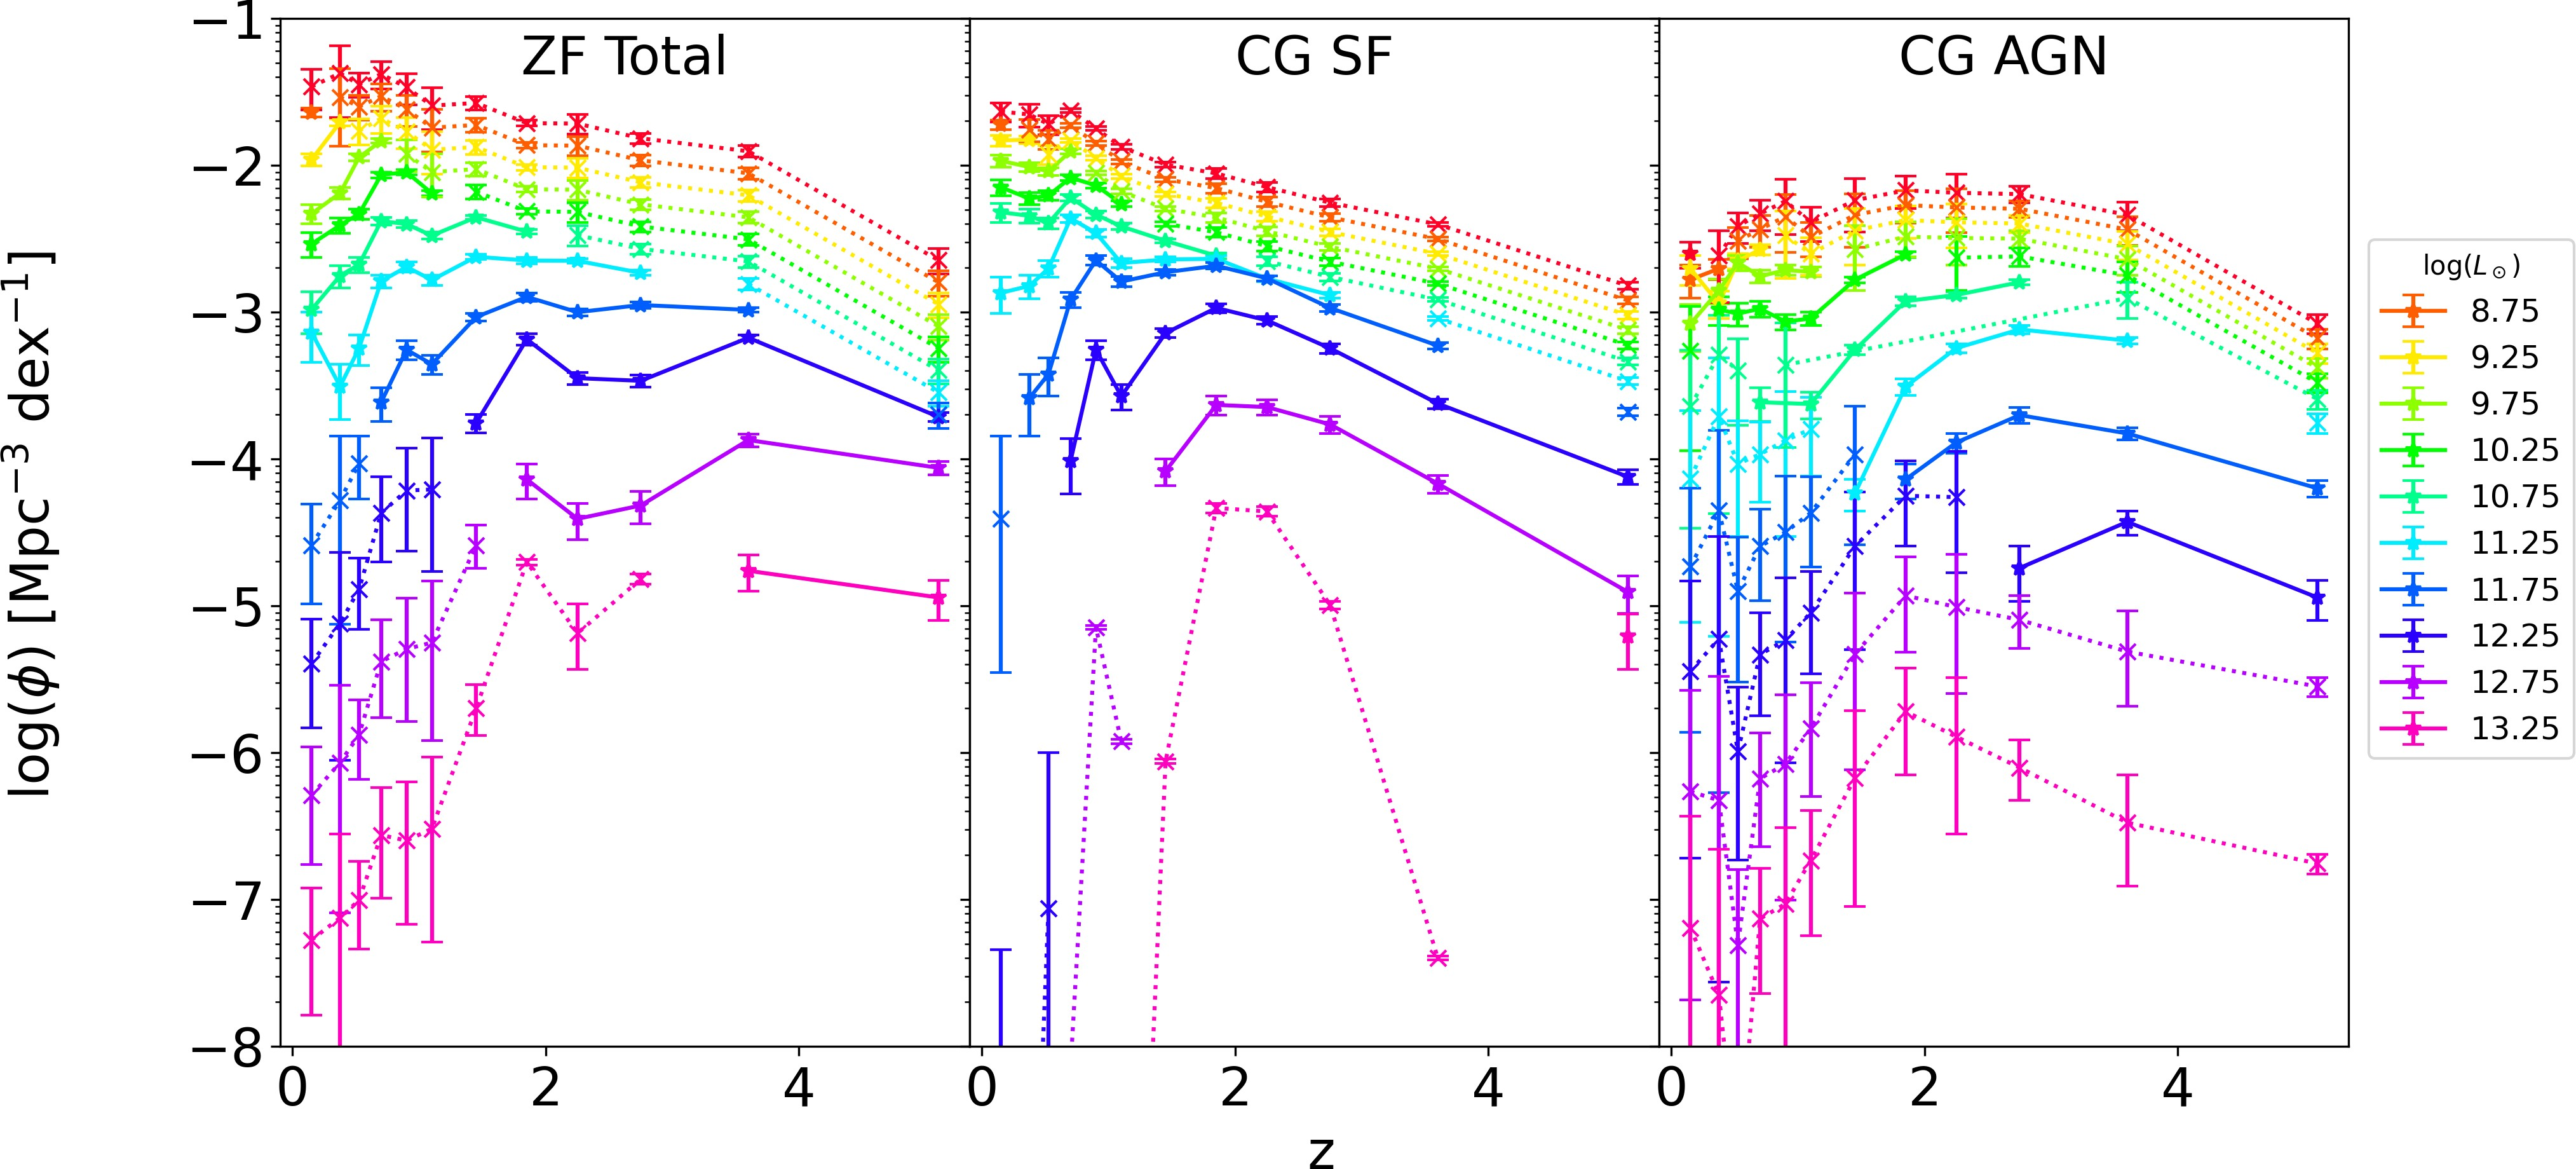 ZF Total
CG SF
CG AGN
−1
−2
−3
−4
−5
−6
−7
−8
log(ϕ) [Mpc⁻³ dex⁻¹]
0 2 4
0 2 4
0 2 4
z
log(L⊙)
8.75
9.25
9.75
10.25
10.75
11.25
11.75
12.25
12.75
13.25